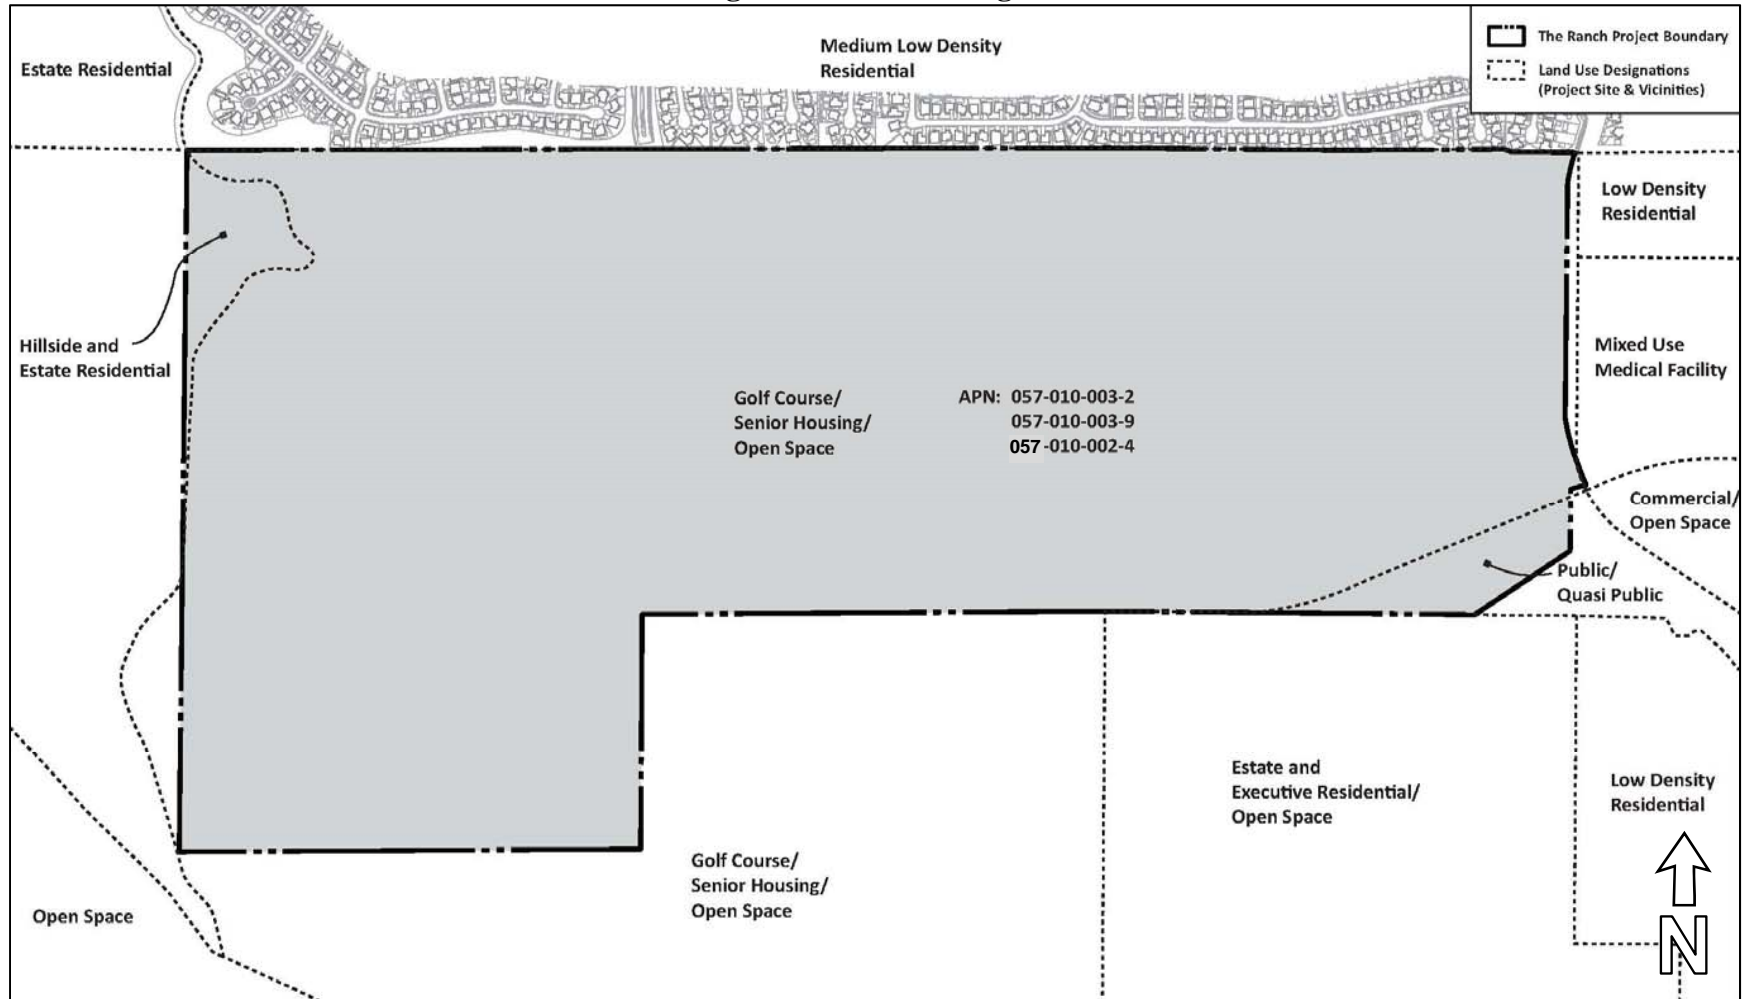 Estate Residential
Medium Low Density
Residential
The Ranch Project Boundary
Land Use Designations
(Project Site & Vicinities)
Low Density
Residential
Hillside and
Estate Residential
Mixed Use
Medical Facility
Golf Course/
Senior Housing/
Open Space
APN: 057-010-003-2
057-010-003-9
057-010-002-4
Commercial/
Open Space
Public/
Quasi Public
Estate and
Executive Residential/
Open Space
Low Density
Residential
Golf Course/
Senior Housing/
Open Space
Open Space
N